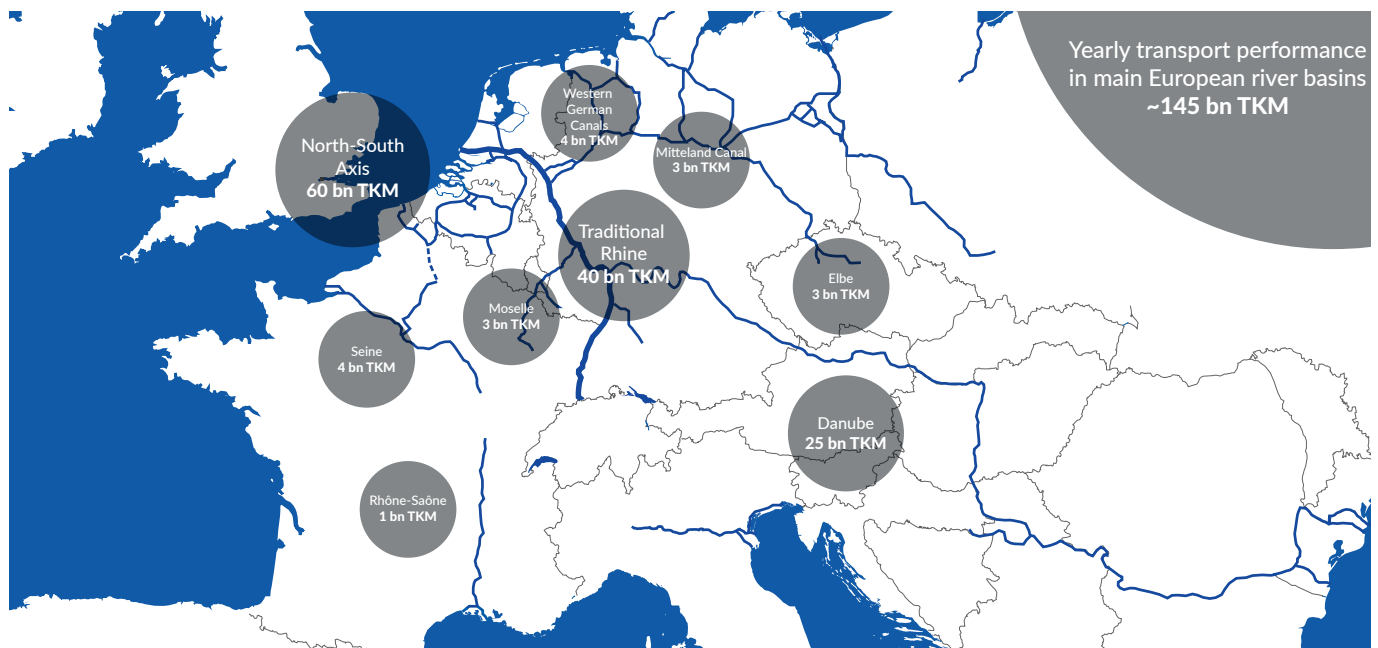 Yearly transport performance
in main European river basins
~145 bn TKM
Western
German
Canals
4 bn TKM
North-South
Axis
60 bn TKM
Mitteland Canal
3 bn TKM
Traditional
Rhine
40 bn TKM
Elbe
3 bn TKM
Moselle
3 bn TKM
Seine
4 bn TKM
Danube
25 bn TKM
Rhône-Saône
1 bn TKM